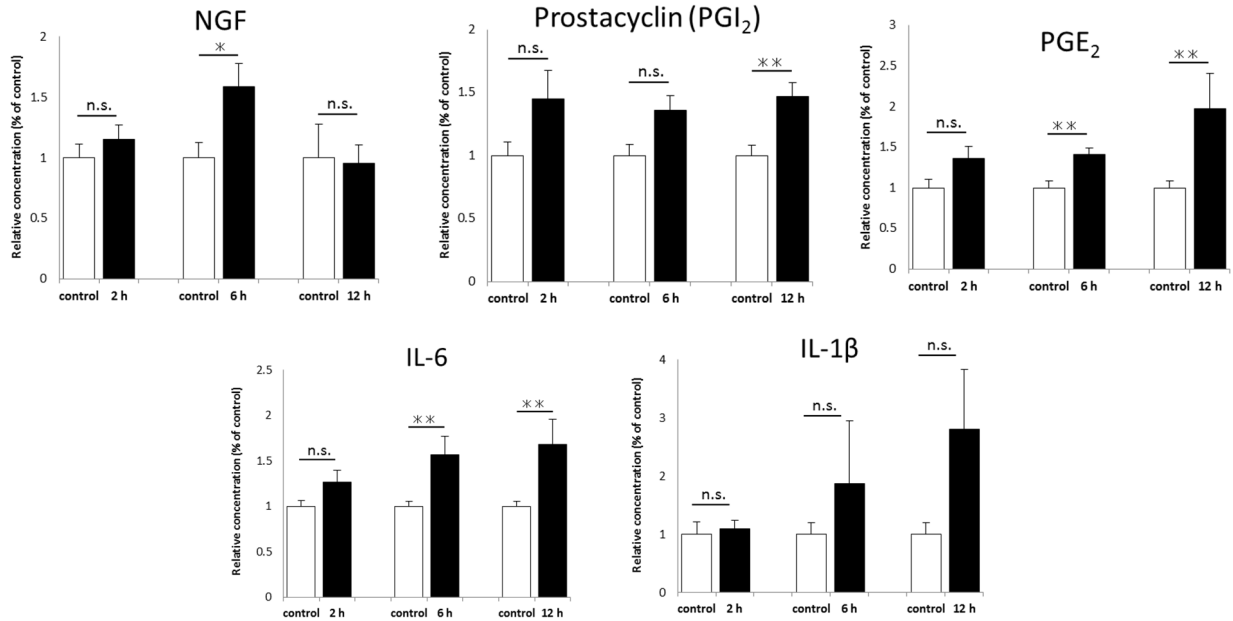 NGF
Relative concentration (% of control)
2
1.5
1
0.5
0
n.s.
*
n.s.
control 2 h control 6 h control 12 h
Prostacyclin (PGI₂)
Relative concentration (% of control)
2
1.5
1
0.5
0
n.s.
n.s.
**
control 2 h control 6 h control 12 h
PGE₂
Relative concentration (% of control)
3
2.5
2
1.5
1
0.5
0
n.s.
**
**
control 2 h control 6 h control 12 h
IL-6
Relative concentration (% of control)
2.5
2
1.5
1
0.5
0
n.s.
**
**
control 2 h control 6 h control 12 h
IL-1β
Relative concentration (% of control)
4
3
2
1
0
n.s.
n.s.
n.s.
control 2 h control 6 h control 12 h